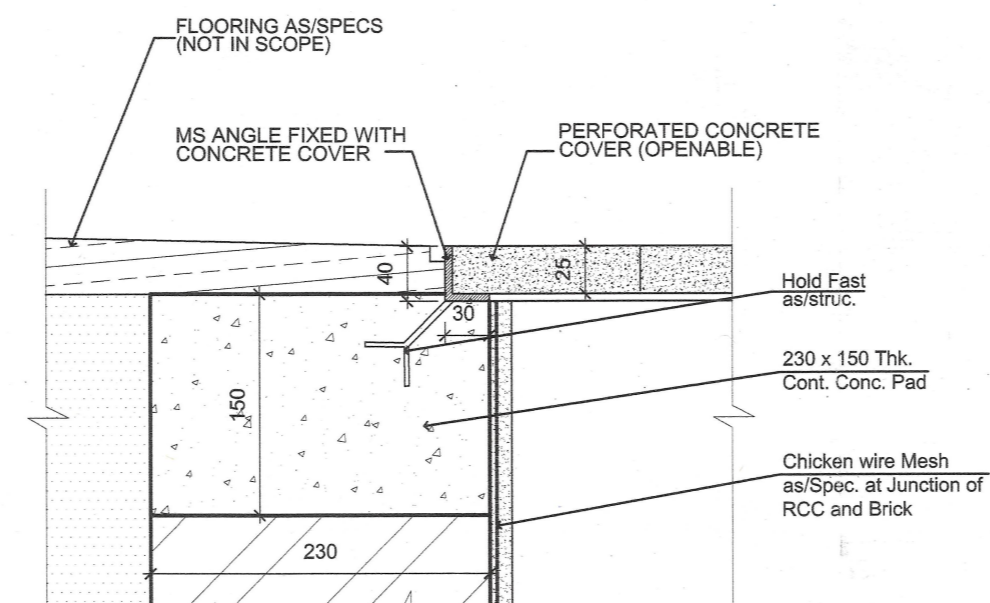 FLOORING AS/SPECS
(NOT IN SCOPE)
MS ANGLE FIXED WITH
CONCRETE COVER
PERFORATED CONCRETE
COVER (OPENABLE)
40
25
30
Hold Fast
as/struc.
230 x 150 Thk.
Cont. Conc. Pad
150
Chicken wire Mesh
as/Spec. at Junction of
RCC and Brick
230